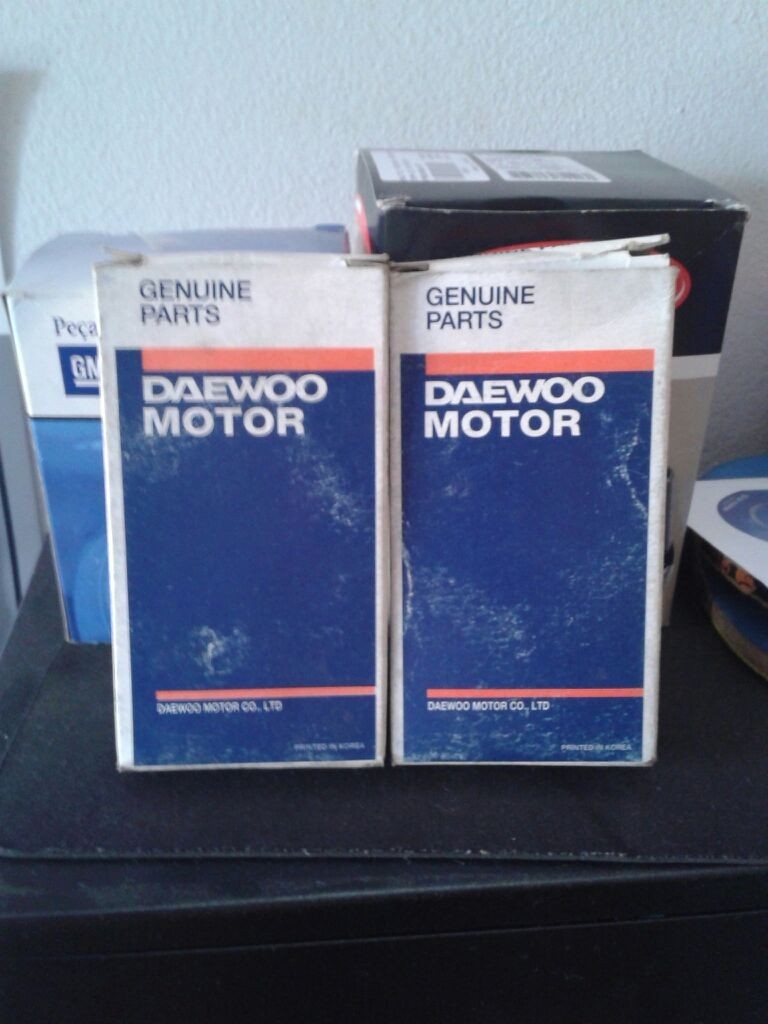 GENUINE
PARTS
DAEWOO
MOTOR
DAEWOO MOTOR CO., LTD
PRINTED IN KOREA
GENUINE
PARTS
DAEWOO
MOTOR
DAEWOO MOTOR CO., LTD
PRINTED IN KOREA
Peça
GM